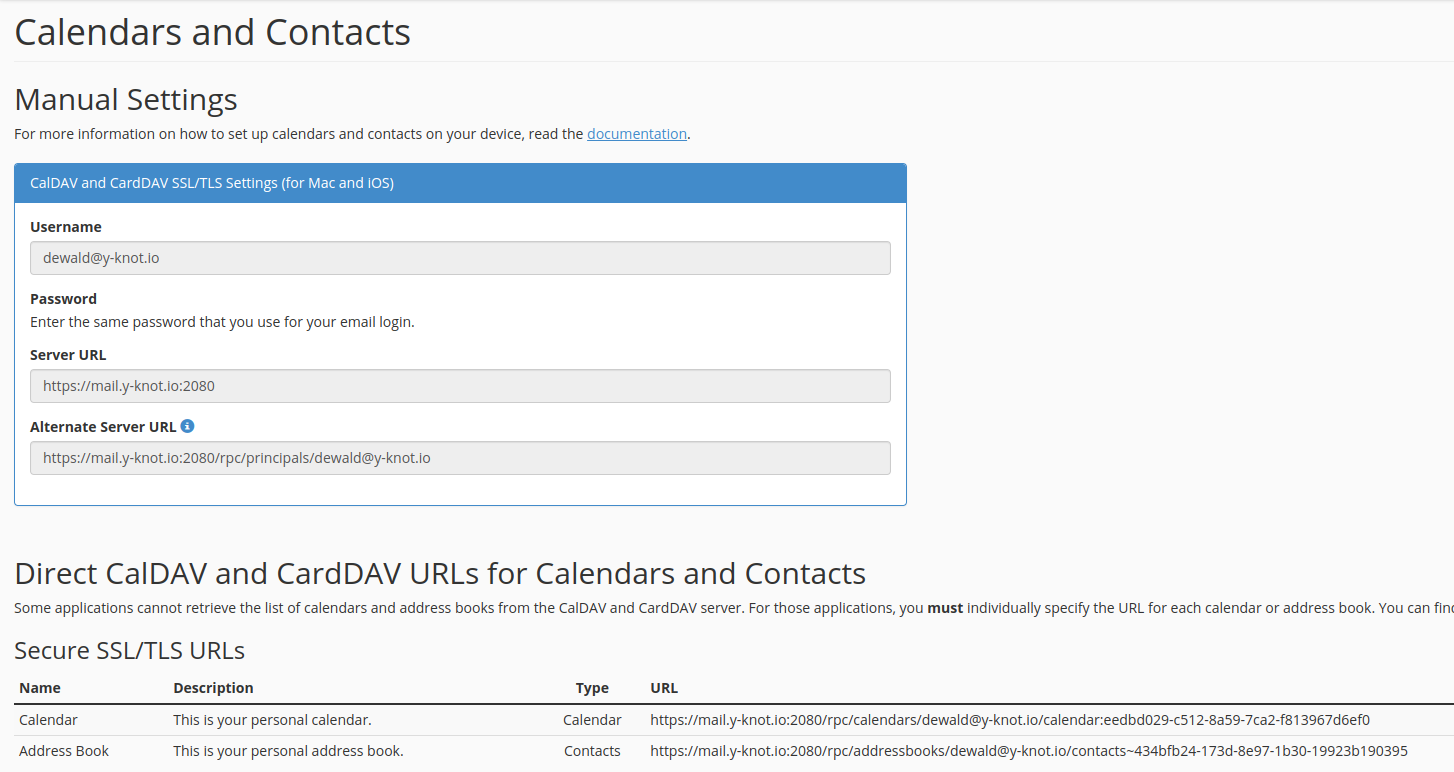 Calendars and Contacts
Manual Settings
For more information on how to set up calendars and contacts on your device, read the documentation.
CalDAV and CardDAV SSL/TLS Settings (for Mac and iOS)
Username
dewald@y-knot.io
Password
Enter the same password that you use for your email login.
Server URL
https://mail.y-knot.io:2080
Alternate Server URL
https://mail.y-knot.io:2080/rpc/principals/dewald@y-knot.io
Direct CalDAV and CardDAV URLs for Calendars and Contacts
Some applications cannot retrieve the list of calendars and address books from the CalDAV and CardDAV server. For those applications, you must individually specify the URL for each calendar or address book. You can find
Secure SSL/TLS URLs
Name Description Type URL
Calendar This is your personal calendar. Calendar https://mail.y-knot.io:2080/rpc/calendars/dewald@y-knot.io/calendar:eedbd029-c512-8a59-7ca2-f813967d6ef0
Address Book This is your personal address book. Contacts https://mail.y-knot.io:2080/rpc/addressbooks/dewald@y-knot.io/contacts~434bfb24-173d-8e97-1b30-19923b190395